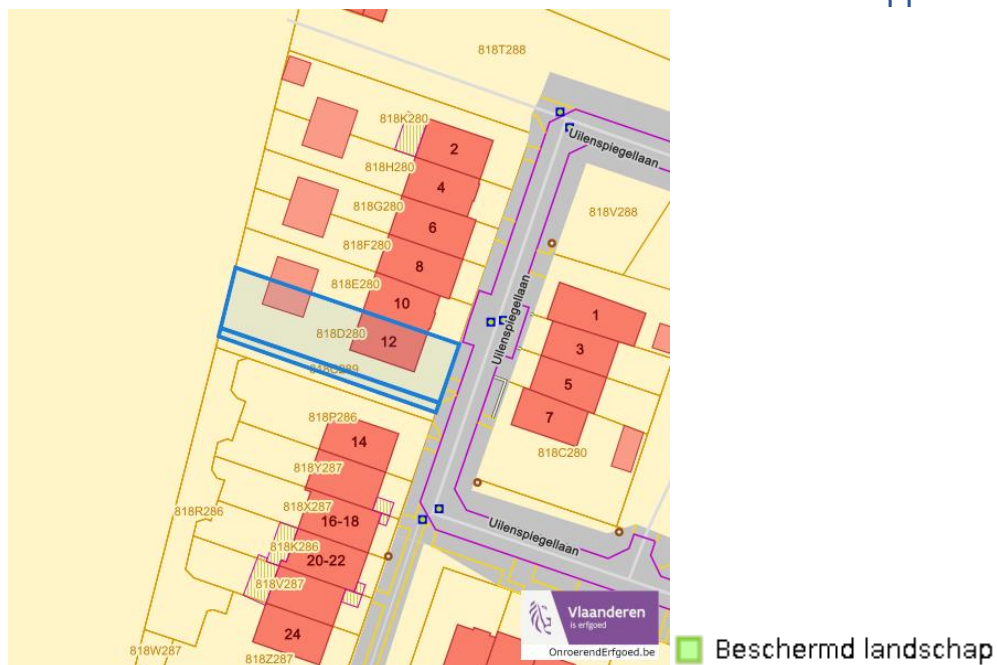 818T288
818K280
2
Uilenspiegellaan
818H280
4
818G280
818V288
6
818F280
8
818E280
10
1
818D280
12
Uilenspiegellaan
3
5
7
818P286
14
818C280
818Y287
818X287
818R286
16-18
Uilenspiegellaan
818K286
20-22
818V287
24
818W287
818Z287
Vlaanderen
is erfgoed
OnroerendErfgoed.be
Beschermd landschap